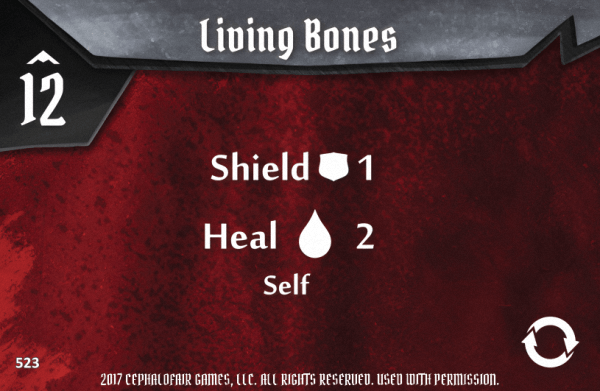 Living Bones
12
Shield 1
Heal 2
Self
523
2017 CEPHALOFAIR GAMES, LLC. ALL RIGHTS RESERVED. USED WITH PERMISSION.